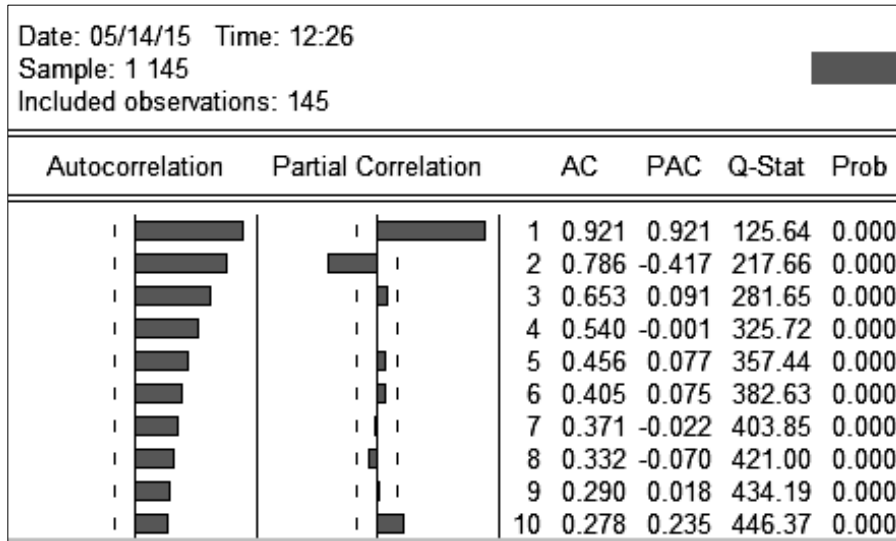 Date: 05/14/15 Time: 12:26
Sample: 1 145
Included observations: 145
Autocorrelation Partial Correlation AC PAC Q-Stat Prob
1 0.921 0.921 125.64 0.000
2 0.786 -0.417 217.66 0.000
3 0.653 0.091 281.65 0.000
4 0.540 -0.001 325.72 0.000
5 0.456 0.077 357.44 0.000
6 0.405 0.075 382.63 0.000
7 0.371 -0.022 403.85 0.000
8 0.332 -0.070 421.00 0.000
9 0.290 0.018 434.19 0.000
10 0.278 0.235 446.37 0.000